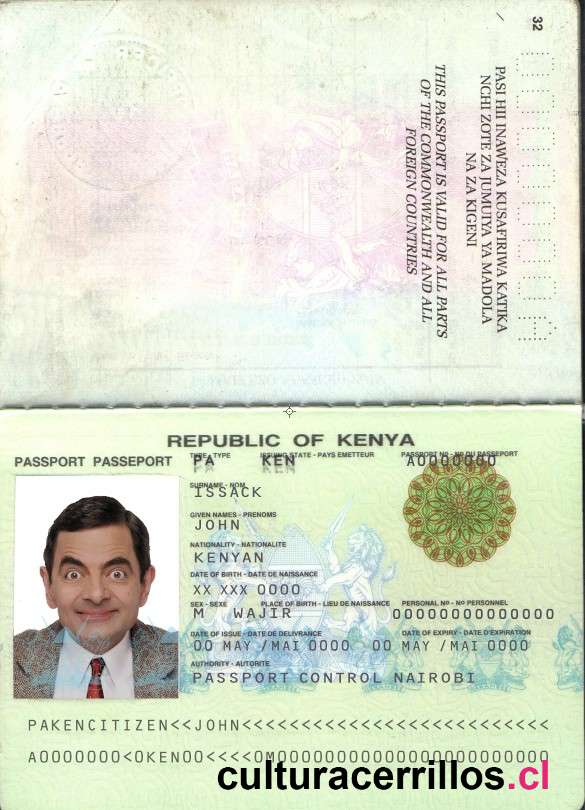 32
PASI HII INAWEZA KUSAFIRIWA KATIKA
NCHI ZOTE ZA JUMUIYA YA MADOLA
NA ZA KIGENI
THIS PASSPORT IS VALID FOR ALL PARTS
OF THE COMMONWEALTH AND ALL
FOREIGN COUNTRIES
REPUBLIC OF KENYA
PASSPORT PASSEPORT
TYPE - TYPE ISSUING STATE - PAYS EMETTEUR PASSPORT Nº - Nº DU PASSEPORT
PA KEN A0000000
SURNAME - NOM
ISSACK
GIVEN NAMES - PRENOMS
JOHN
NATIONALITY - NATIONALITE
KENYAN
DATE OF BIRTH - DATE DE NAISSANCE
XX XXX 0000
SEX - SEXE PLACE OF BIRTH - LIEU DE NAISSANCE PERSONAL Nº - Nº PERSONNEL
M WAJIR 00000000000000
DATE OF ISSUE - DATE DE DELIVRANCE DATE OF EXPIRY - DATE D'EXPIRATION
00 MAY /MAI 0000 00 MAY /MAI 0000
AUTHORITY - AUTORITE
PASSPORT CONTROL NAIROBI
PAKENCITIZEN<<JOHN<<<<<<<<<<<<<<<<<<<<<<<<<<
A0000000<0KEN00<<<<0M00000000000000000000000
culturacerrillos.cl